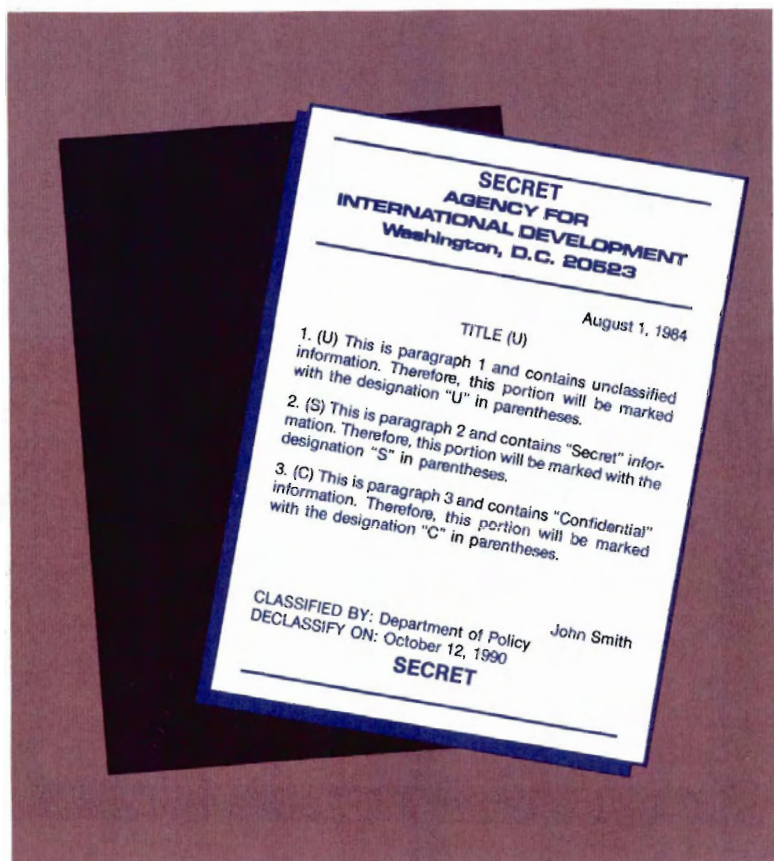 SECRET
AGENCY FOR
INTERNATIONAL DEVELOPMENT
Washington, D.C. 20523
August 1, 1984
TITLE (U)
1. (U) This is paragraph 1 and contains unclassified
information. Therefore, this portion will be marked
with the designation "U" in parentheses.
2. (S) This is paragraph 2 and contains "Secret" infor-
mation. Therefore, this portion will be marked with the
designation "S" in parentheses.
3. (C) This is paragraph 3 and contains "Confidential"
information. Therefore, this portion will be marked
with the designation "C" in parentheses.
John Smith
CLASSIFIED BY: Department of Policy
DECLASSIFY ON: October 12, 1990
SECRET